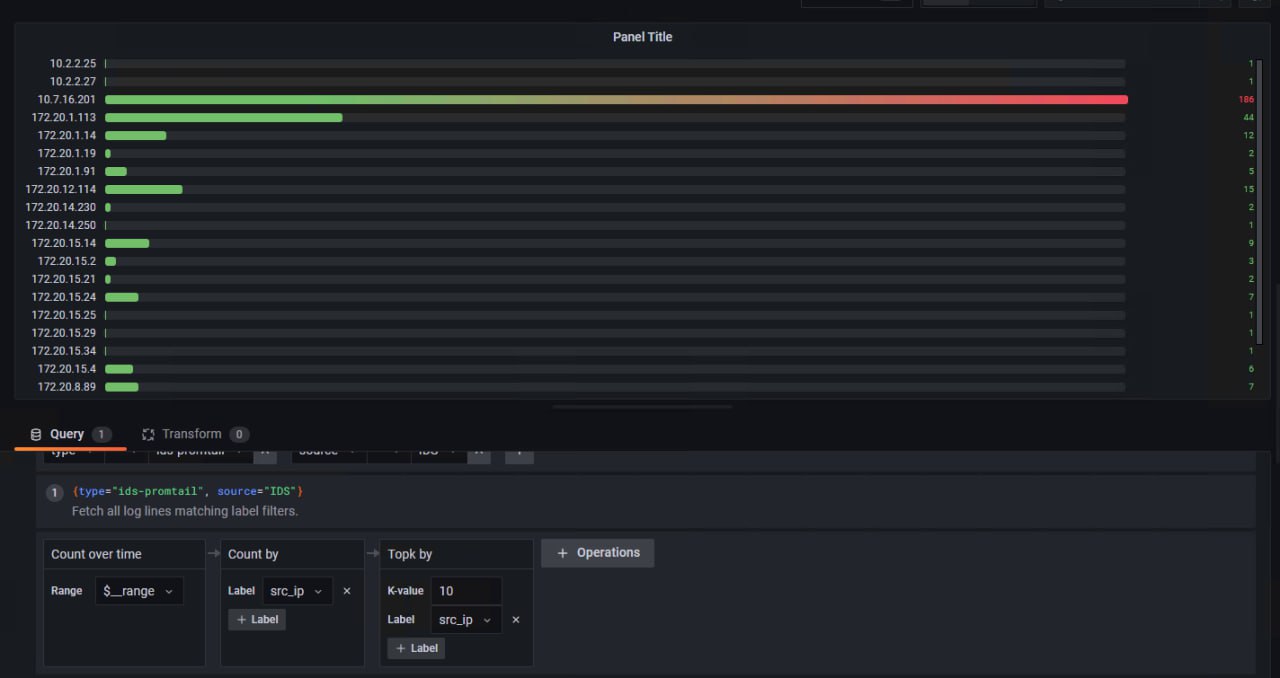 Panel Title
10.2.2.25 1
10.2.2.27 1
10.7.16.201 186
172.20.1.113 44
172.20.1.14 12
172.20.1.19 2
172.20.1.91 5
172.20.12.114 15
172.20.14.230 2
172.20.14.250 1
172.20.15.14 9
172.20.15.2 3
172.20.15.21 2
172.20.15.24 7
172.20.15.25 1
172.20.15.29 1
172.20.15.34 1
172.20.15.4 6
172.20.8.89 7
Query 1 Transform 0
type ids-promtail source IDS
1 {type="ids-promtail", source="IDS"}
Fetch all log lines matching label filters.
Count over time Count by Topk by + Operations
Range $__range Label src_ip × K-value 10
+ Label Label src_ip ×
+ Label